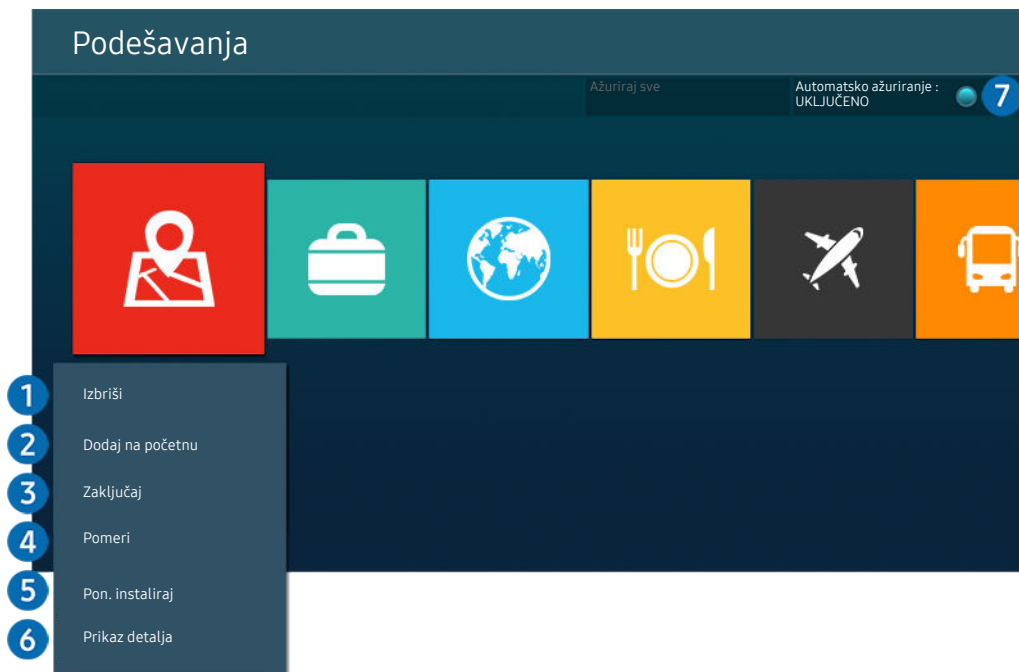 Podešavanja
Ažuriraj sve
Automatsko ažuriranje :
UKLJUČENO
7
1 Izbriši
2 Dodaj na početnu
3 Zaključaj
4 Pomeri
5 Pon. instaliraj
6 Prikaz detalja